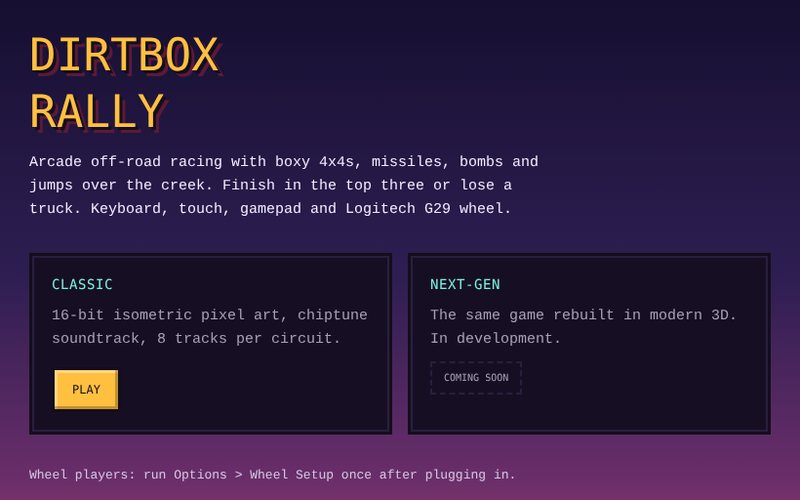 DIRTBOX
RALLY
Arcade off-road racing with boxy 4x4s, missiles, bombs and
jumps over the creek. Finish in the top three or lose a
truck. Keyboard, touch, gamepad and Logitech G29 wheel.
CLASSIC
16-bit isometric pixel art, chiptune
soundtrack, 8 tracks per circuit.
PLAY
NEXT-GEN
The same game rebuilt in modern 3D.
In development.
COMING SOON
Wheel players: run Options > Wheel Setup once after plugging in.